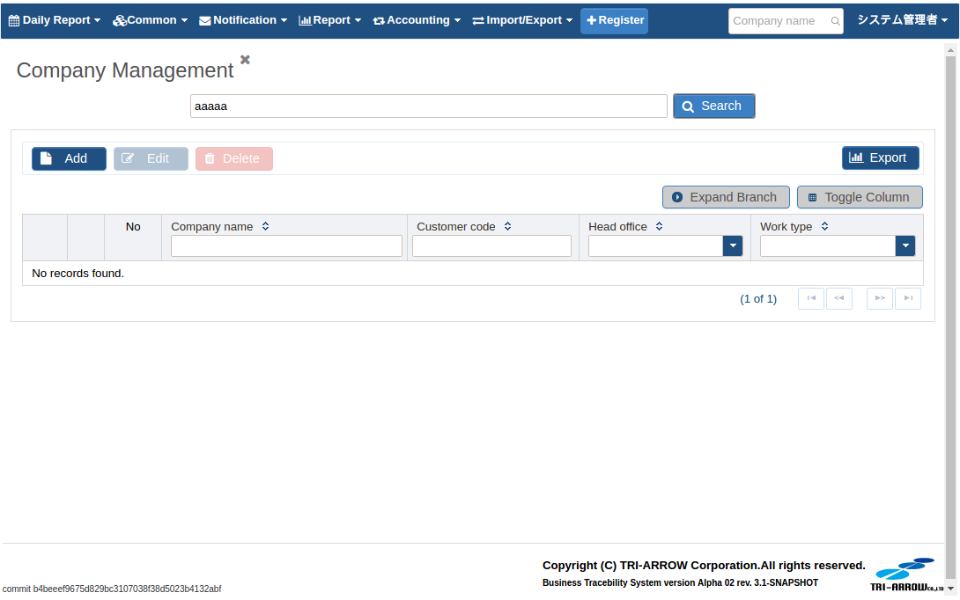 Daily Report Common Notification Report Accounting Import/Export Register Company name システム管理者
Company Management
aaaaa Search
Add Edit Delete Export
Expand Branch Toggle Column
No Company name Customer code Head office Work type
No records found.
(1 of 1)
Copyright (C) TRI-ARROW Corporation.All rights reserved.
Business Tracebility System version Alpha 02 rev. 3.1-SNAPSHOT
TRI-ARROW CO.,LTD
commit b4beeef9675d829bc3107038f38d5023b4132abf